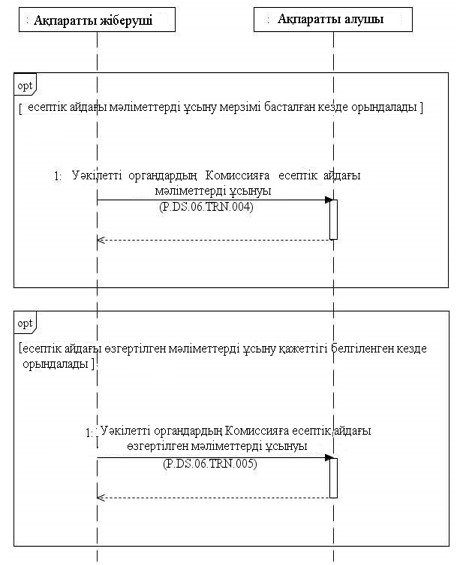 : Ақпаратты жіберуші
: Ақпаратты алушы
opt
[ есептік айдағы мәліметтерді ұсыну мерзімі басталған кезде орындалады ]
1: Уәкілетті органдардың Комиссияға есептік айдағы
мәліметтерді ұсынуы
(P.DS.06.TRN.004)
opt
[есептік айдағы өзгертілген мәліметтерді ұсыну қажеттігі белгіленген кезде
орындалады ]
1: Уәкілетті органдардың Комиссияға есептік айдағы
өзгертілген мәліметтерді ұсынуы
(P.DS.06.TRN.005)